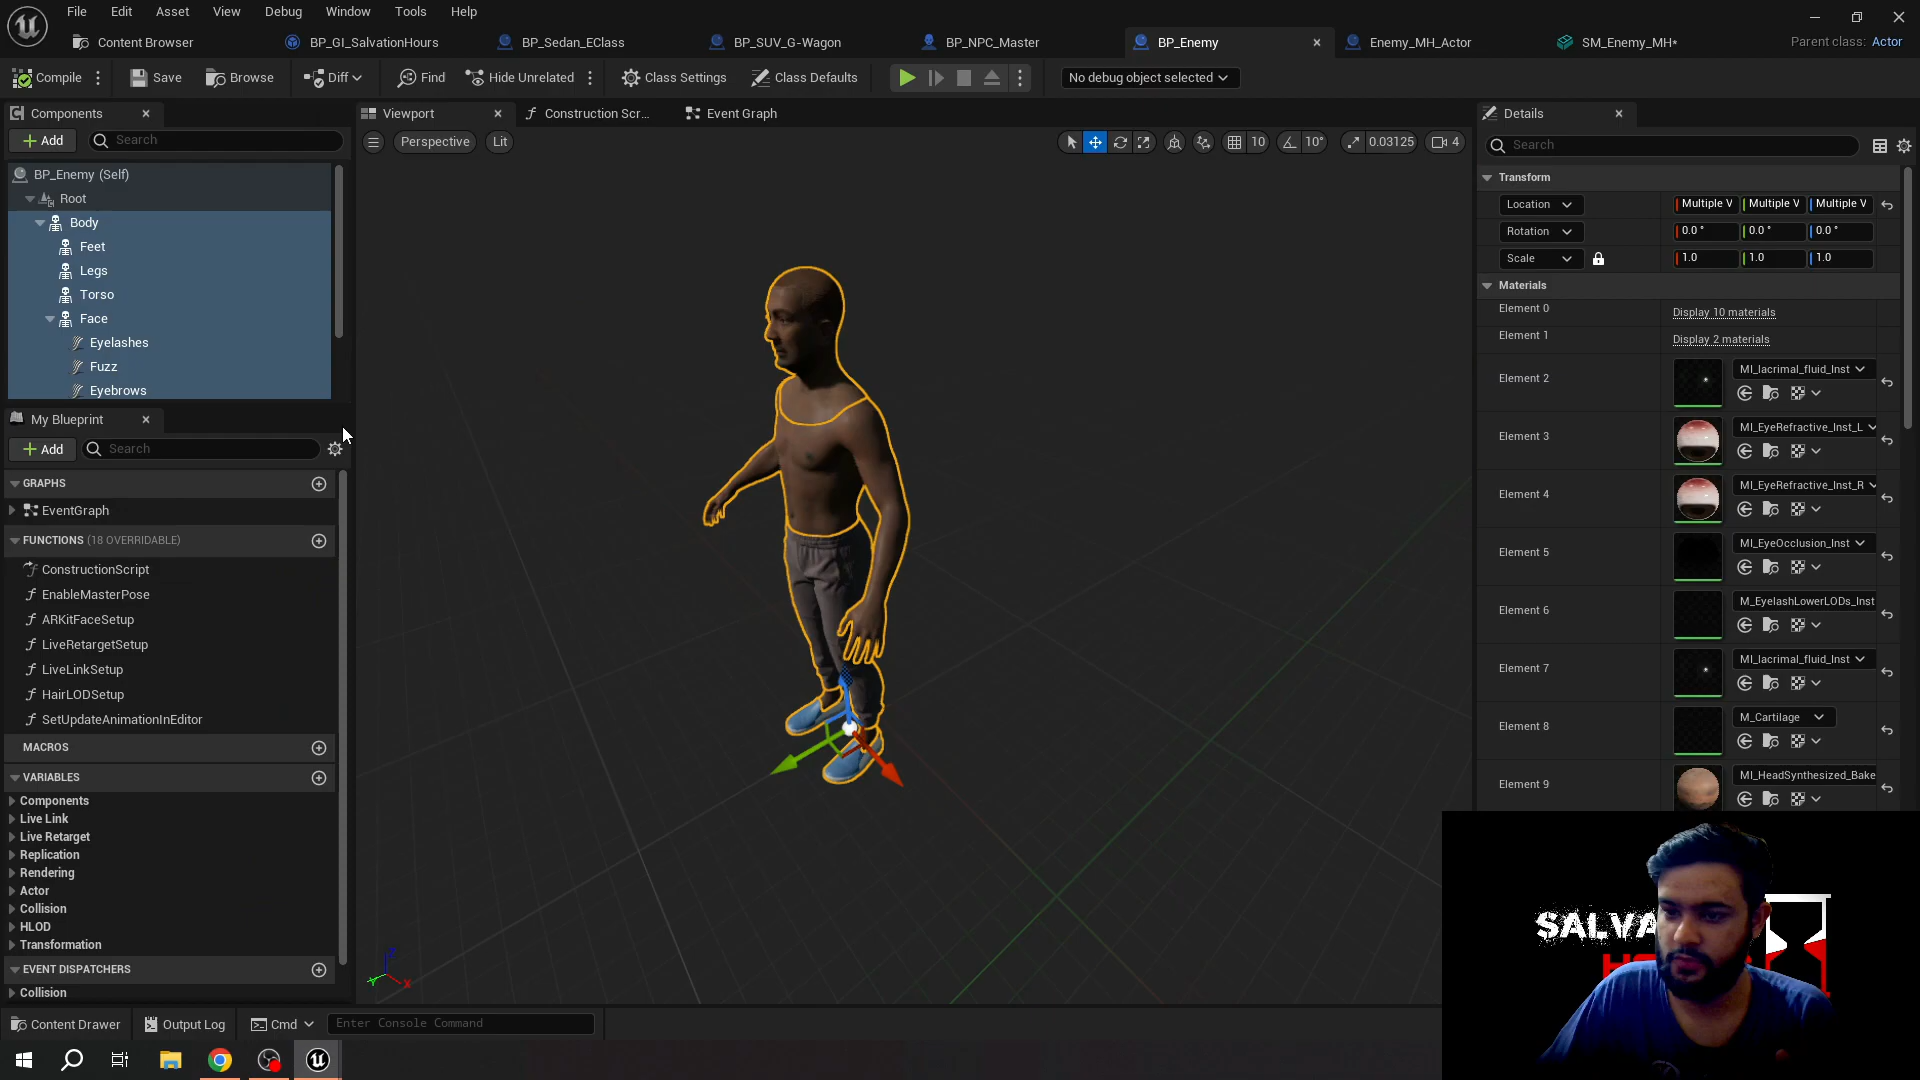 File Edit Asset View Debug Window Tools Help
Content Browser BP_GI_SalvationHours BP_Sedan_EClass BP_SUV_G-Wagon BP_NPC_Master BP_Enemy Enemy_MH_Actor SM_Enemy_MH* Parent class: Actor
Compile Save Browse Diff Find Hide Unrelated Class Settings Class Defaults No debug object selected
Components
Add Search
BP_Enemy (Self)
Root
Body
Feet
Legs
Torso
Face
Eyelashes
Fuzz
Eyebrows
My Blueprint
Add Search
GRAPHS
EventGraph
FUNCTIONS (18 OVERRIDABLE)
ConstructionScript
EnableMasterPose
ARKitFaceSetup
LiveRetargetSetup
LiveLinkSetup
HairLODSetup
SetUpdateAnimationInEditor
MACROS
VARIABLES
Components
Live Link
Live Retarget
Replication
Rendering
Actor
Collision
HLOD
Transformation
EVENT DISPATCHERS
Collision
Viewport Construction Scr... Event Graph
Perspective Lit 10 10° 0.03125 4
Z
Y X
Details
Search
Transform
Location Multiple V Multiple V Multiple V
Rotation 0.0 ° 0.0 ° 0.0 °
Scale 1.0 1.0 1.0
Materials
Element 0 Display 10 materials
Element 1 Display 2 materials
Element 2 MI_lacrimal_fluid_Inst
Element 3 MI_EyeRefractive_Inst_L
Element 4 MI_EyeRefractive_Inst_R
Element 5 MI_EyeOcclusion_Inst
Element 6 M_EyelashLowerLODs_Inst
Element 7 MI_lacrimal_fluid_Inst
Element 8 M_Cartilage
Element 9 MI_HeadSynthesized_Bake
SALVA
Content Drawer Output Log Cmd Enter Console Command